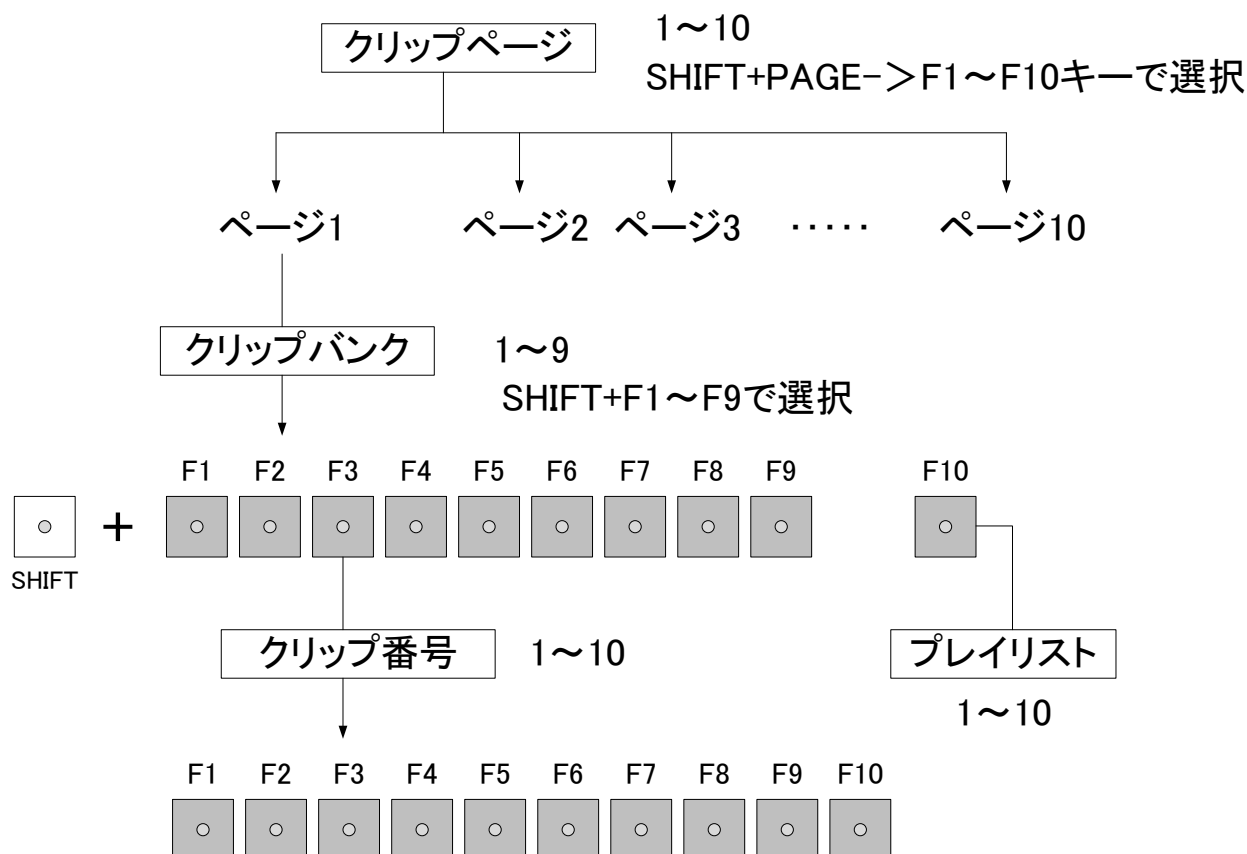 クリップページ
1～10
SHIFT+PAGE->F1～F10キーで選択
ページ1
ページ2
ページ3
・・・・・
ページ10
クリップバンク
1～9
SHIFT+F1～F9で選択
F1 F2 F3 F4 F5 F6 F7 F8 F9 F10
+
SHIFT
クリップ番号
1～10
プレイリスト
1～10
F1 F2 F3 F4 F5 F6 F7 F8 F9 F10